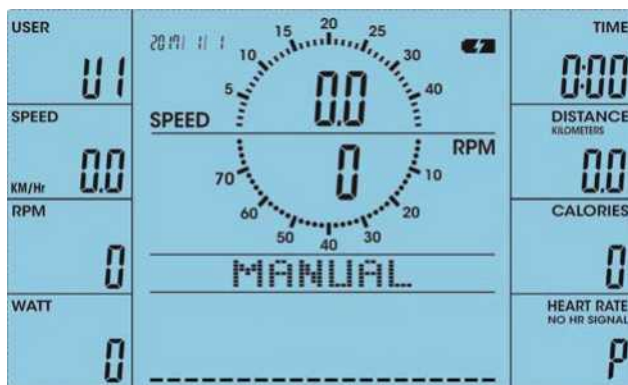 USER
U1
SPEED
KM/Hr 0.0
RPM
0
WATT
0
2017/ 1/ 1
5 10 15 20 25 30 40
SPEED 0.0
0 RPM
70 60 50 40 30 20 10
MANUAL
TIME
0:00
DISTANCE
KILOMETERS
0.0
CALORIES
0
HEART RATE
NO HR SIGNAL
P